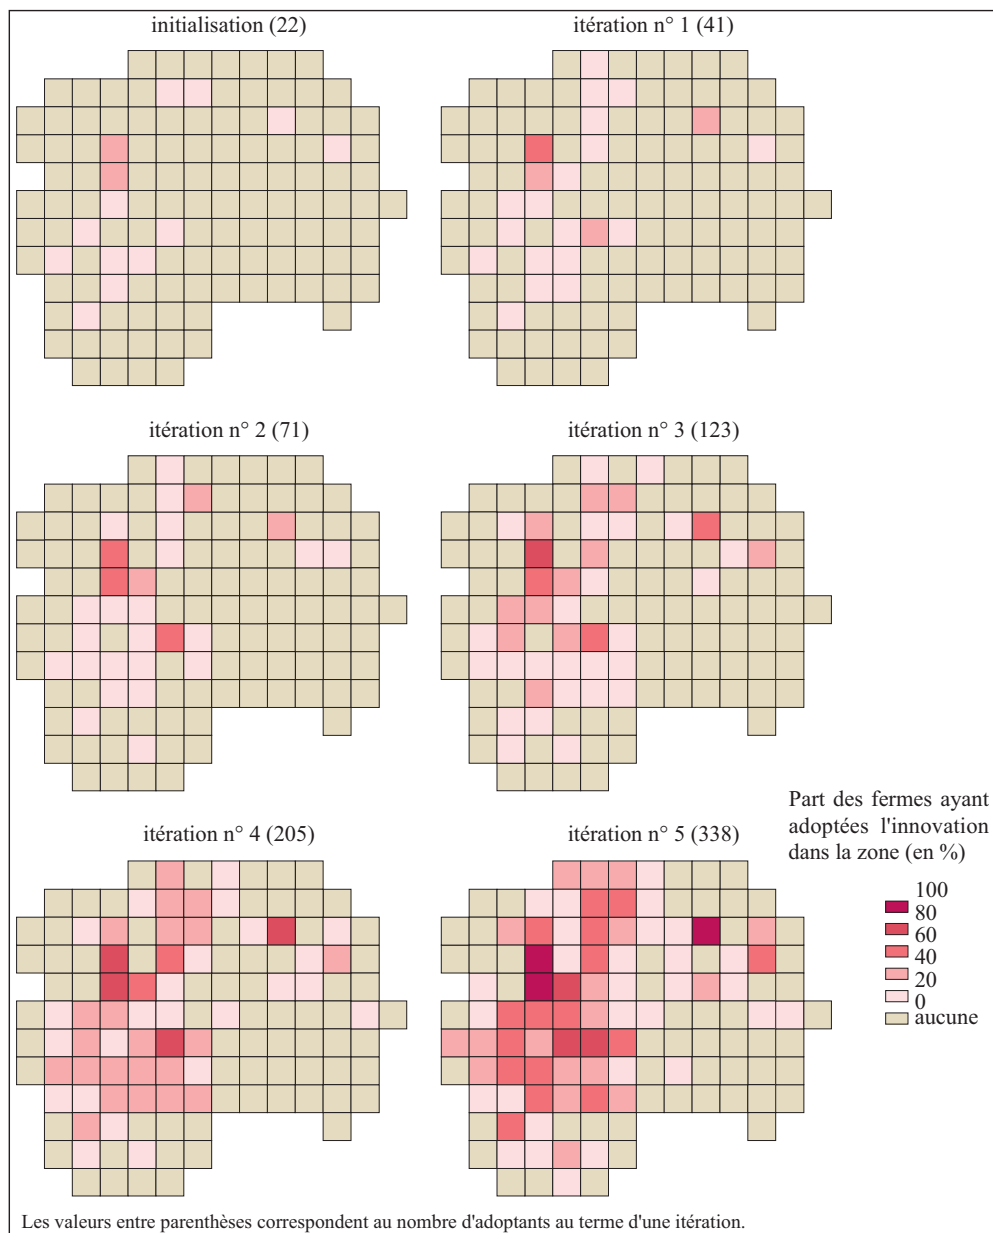 initialisation (22)
itération n° 1 (41)
itération n° 2 (71)
itération n° 3 (123)
itération n° 4 (205)
itération n° 5 (338)
Part des fermes ayant
adoptées l'innovation
dans la zone (en %)
100
80
60
40
20
0
aucune
Les valeurs entre parenthèses correspondent au nombre d'adoptants au terme d'une itération.